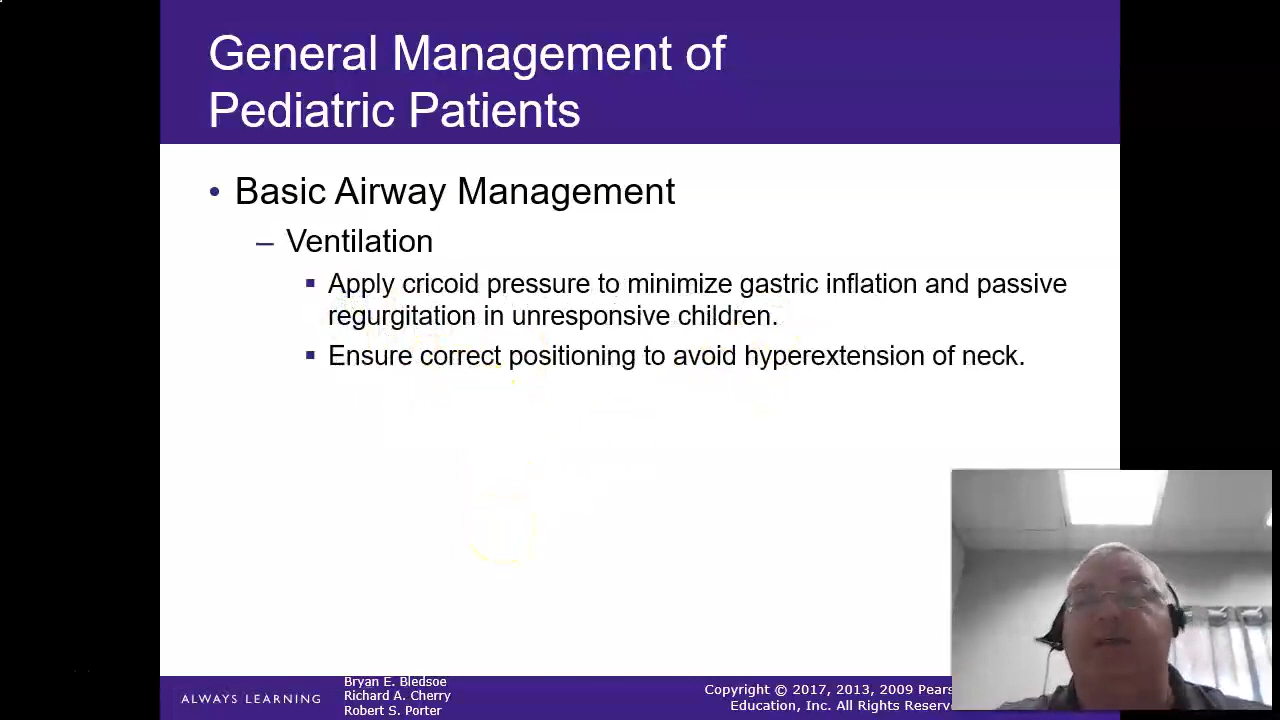 General Management of
Pediatric Patients
• Basic Airway Management
– Ventilation
▪ Apply cricoid pressure to minimize gastric inflation and passive
regurgitation in unresponsive children.
▪ Ensure correct positioning to avoid hyperextension of neck.
ALWAYS LEARNING
Bryan E. Bledsoe
Richard A. Cherry
Robert S. Porter
Copyright © 2017, 2013, 2009
Education, Inc. All Rights